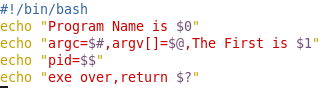 #!/bin/bash
echo "Program Name is $0"
echo "argc=$#,argv[]=$@,The First is $1"
echo "pid=$$"
echo "exe over,return $?"